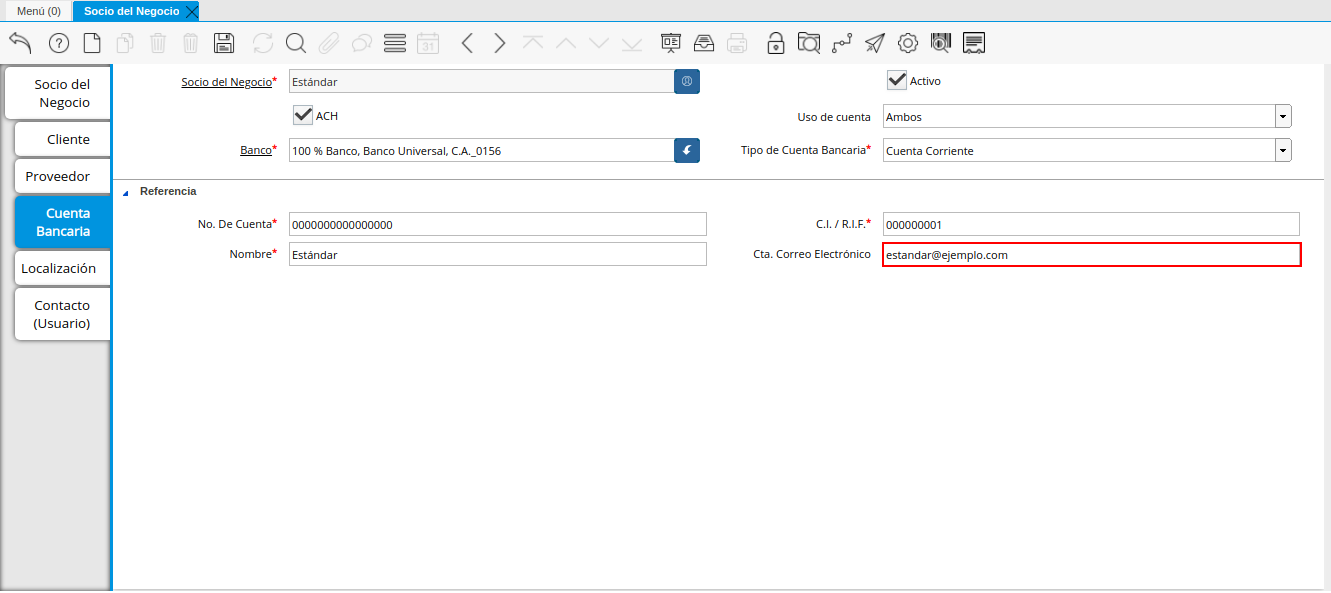 Menú (0)
Socio del Negocio
31
Socio del
Negocio
Cliente
Proveedor
Cuenta
Bancaria
Localización
Contacto
(Usuario)
Socio del Negocio* Estándar
Activo
ACH
Uso de cuenta Ambos
Banco* 100 % Banco, Banco Universal, C.A._0156
Tipo de Cuenta Bancaria* Cuenta Corriente
Referencia
No. De Cuenta* 0000000000000000
C.I. / R.I.F.* 000000001
Nombre* Estándar
Cta. Correo Electrónico estandar@ejemplo.com